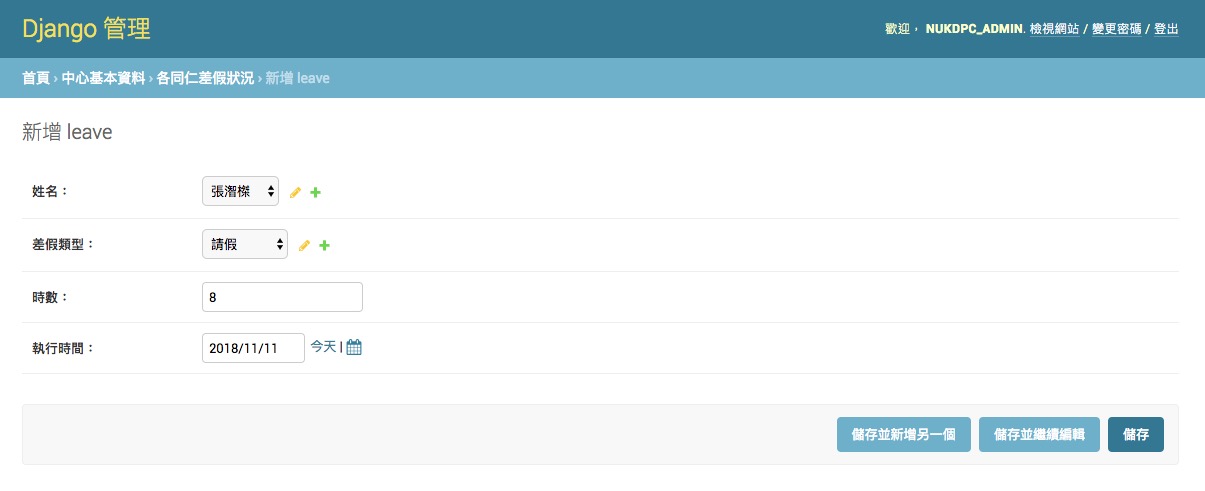 Django 管理
歡迎， NUKDPC_ADMIN. 檢視網站 / 變更密碼 / 登出
首頁 › 中心基本資料 › 各同仁差假狀況 › 新增 leave
新增 leave
姓名： 張澑榤
差假類型： 請假
時數： 8
執行時間： 2018/11/11 今天 |
儲存並新增另一個 儲存並繼續編輯 儲存